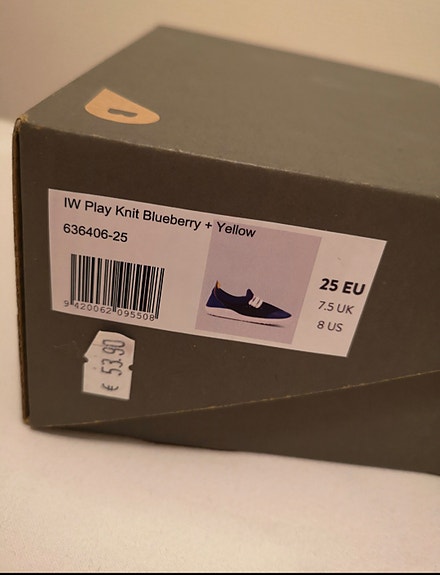 IW Play Knit Blueberry + Yellow
636406-25
25 EU
7.5 UK
8 US
9 420062 095508
€ 53.90